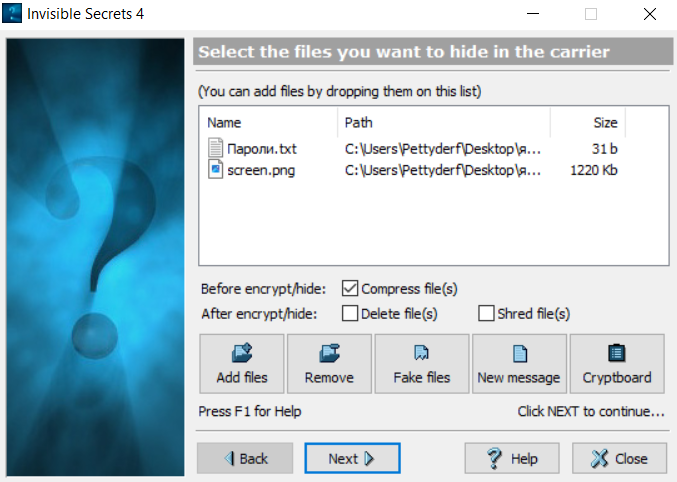 Invisible Secrets 4
Select the files you want to hide in the carrier
(You can add files by dropping them on this list)
Name Path Size
Пароли.txt C:\Users\Pettyderf\Desktop\я... 31 b
screen.png C:\Users\Pettyderf\Desktop\я... 1220 Kb
Before encrypt/hide: Compress file(s)
After encrypt/hide: Delete file(s) Shred file(s)
Add files Remove Fake files New message Cryptboard
Press F1 for Help Click NEXT to continue...
Back Next Help Close